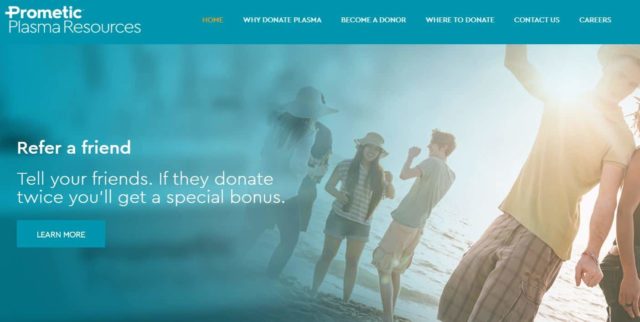 Prometic
Plasma Resources
HOME WHY DONATE PLASMA BECOME A DONOR WHERE TO DONATE CONTACT US CAREERS
Refer a friend
Tell your friends. If they donate
twice you'll get a special bonus.
LEARN MORE